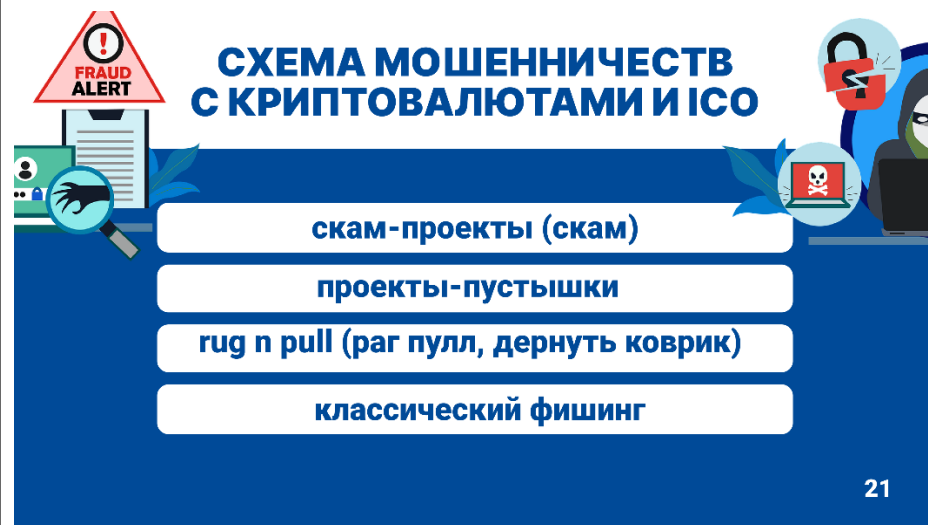 FRAUD
ALERT
СХЕМА МОШЕННИЧЕСТВ
С КРИПТОВАЛЮТАМИ И ICO
скам-проекты (скам)
проекты-пустышки
rug n pull (раг пулл, дернуть коврик)
классический фишинг
21